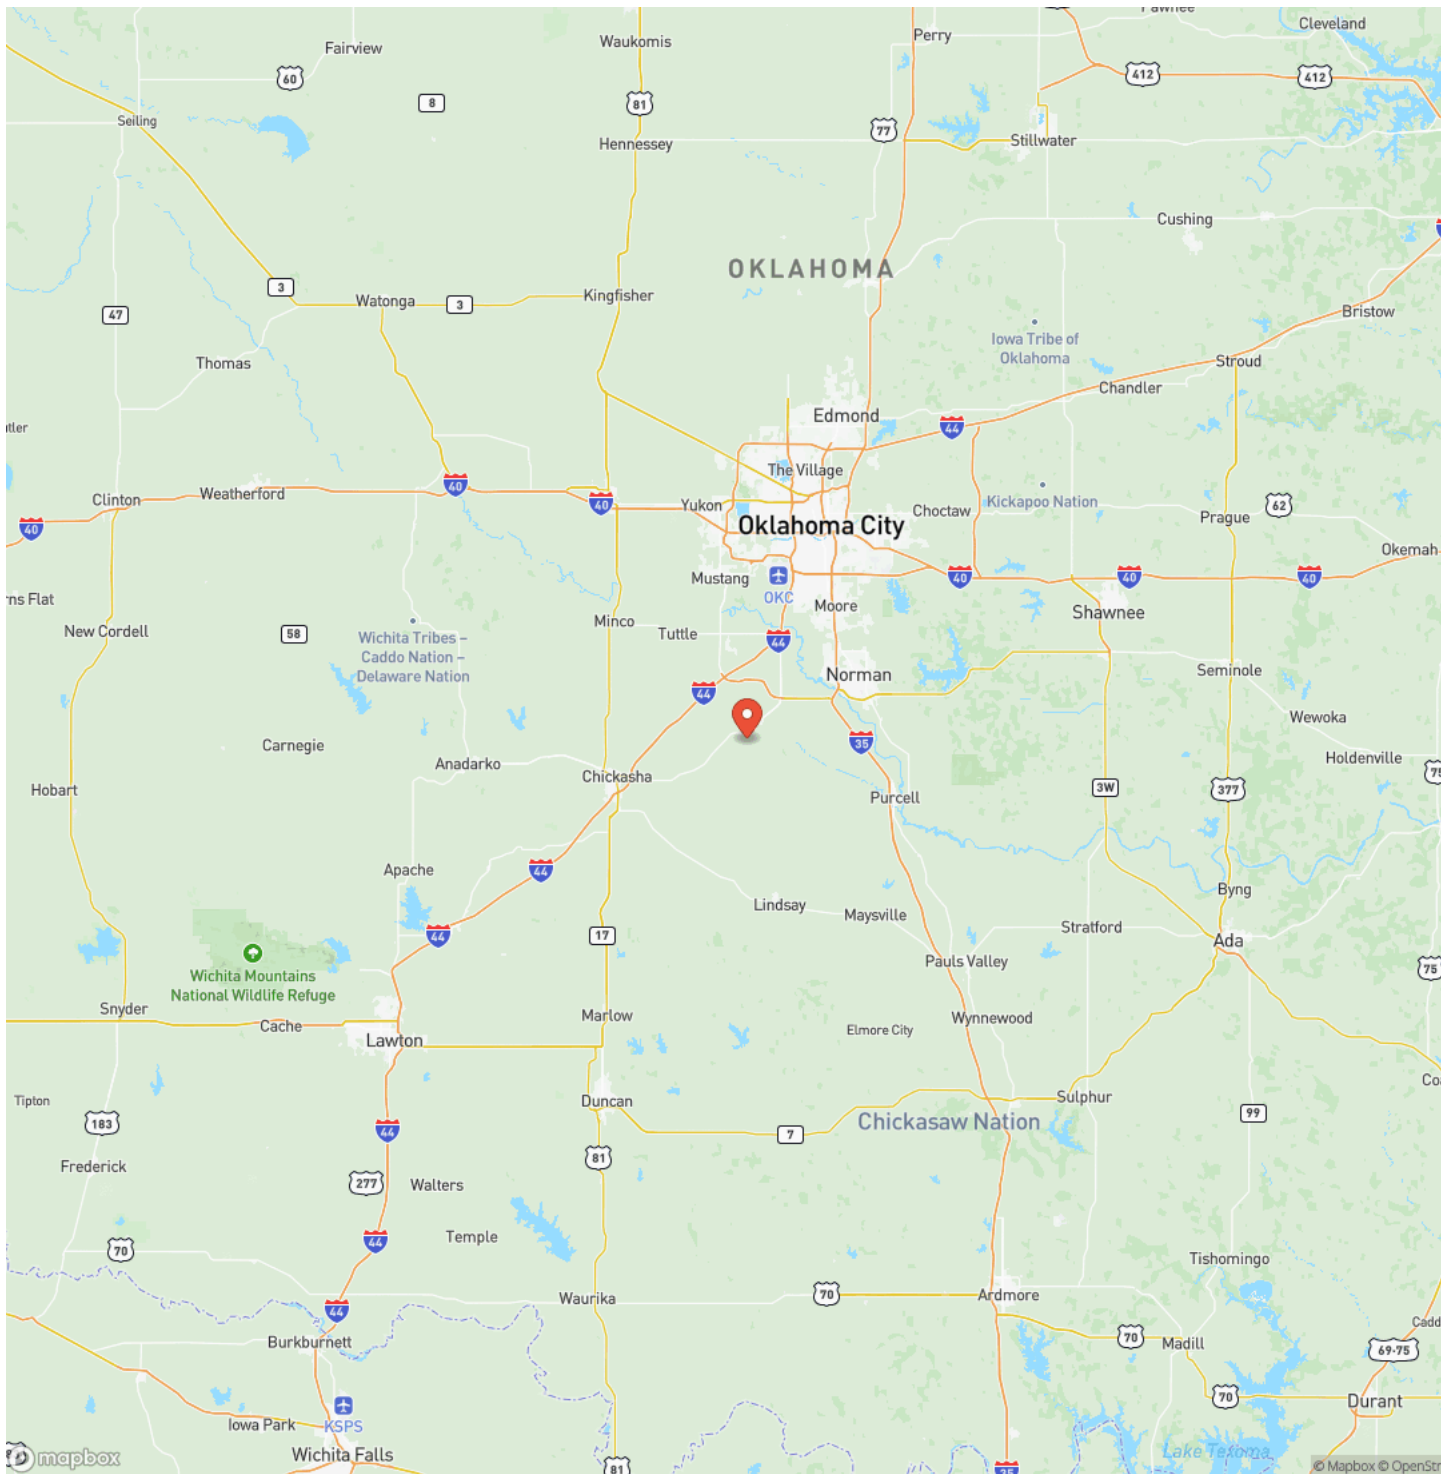 Pawnee
Cleveland
Perry
Waukomis
Fairview
60
412
412
8
81
Seiling
77
Hennessey
Stillwater
Cushing
OKLAHOMA
3
Watonga
3
Kingfisher
47
Bristow
Iowa Tribe of
Oklahoma
Thomas
Stroud
Chandler
Edmond
44
The Village
40
Clinton
Weatherford
40
Yukon
Kickapoo Nation
62
Choctaw
Prague
40
Oklahoma City
Okemah
Mustang
OKC
40
40
40
rns Flat
Moore
Shawnee
New Cordell
58
Minco
Tuttle
Wichita Tribes –
Caddo Nation –
Delaware Nation
44
Norman
Seminole
44
Wewoka
Carnegie
35
Holdenville
Anadarko
Chickasha
75
Hobart
Purcell
3W
377
Apache
44
Byng
Lindsay
Maysville
Stratford
44
17
Ada
Pauls Valley
75
Wichita Mountains
National Wildlife Refuge
Snyder
Cache
Marlow
Wynnewood
Elmore City
Lawton
Co
Tipton
Duncan
Sulphur
183
Chickasaw Nation
99
44
7
81
Frederick
277
Walters
44
Temple
70
Tishomingo
Waurika
70
Ardmore
44
Burkburnett
70
Madill
Cadd
69-75
70
Durant
KSPS
Iowa Park
Wichita Falls
Lake Texoma
mapbox
81
35
© Mapbox © OpenStr